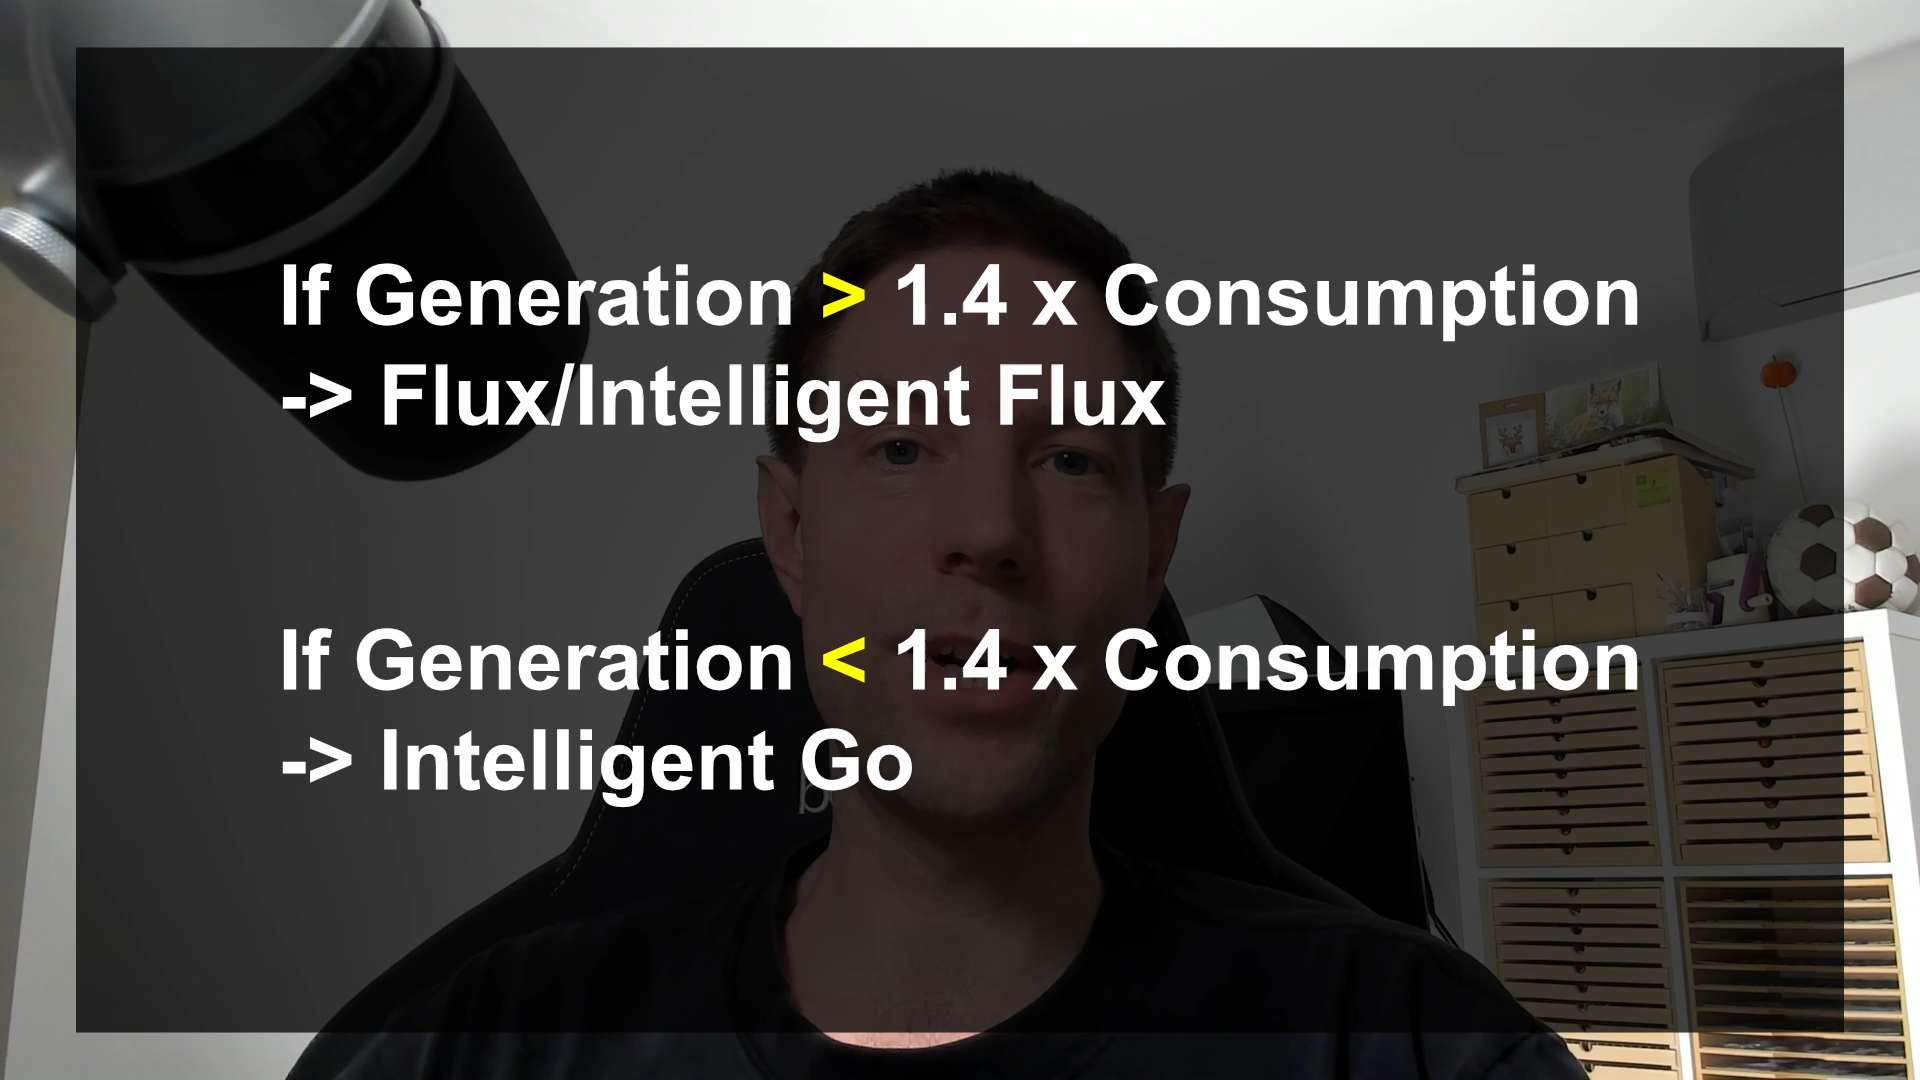 If Generation > 1.4 x Consumption
-> Flux/Intelligent Flux
If Generation < 1.4 x Consumption
-> Intelligent Go